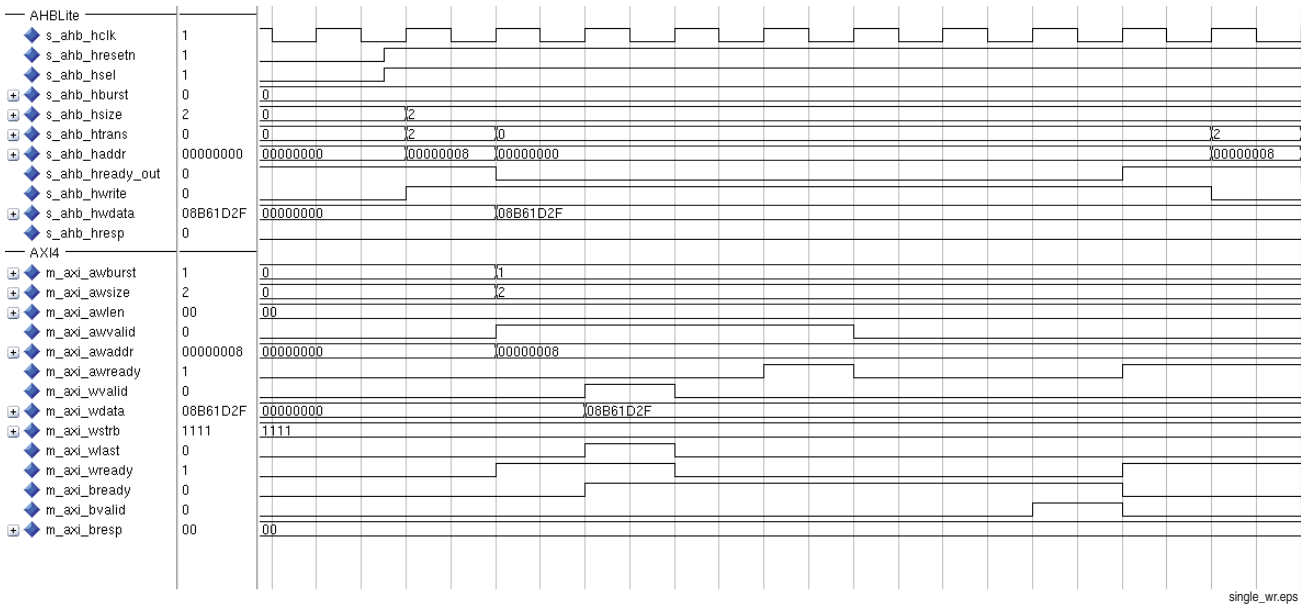 AHBLite
s_ahb_hclk 1
s_ahb_hresetn 1
s_ahb_hsel 1
s_ahb_hburst 0 0
s_ahb_hsize 2 0 2
s_ahb_htrans 0 0 2 0 2
s_ahb_haddr 00000000 00000000 00000008 00000000 00000008
s_ahb_hready_out 0
s_ahb_hwrite 0
s_ahb_hwdata 08B61D2F 00000000 08B61D2F
s_ahb_hresp 0
AXI4
m_axi_awburst 1 0 1
m_axi_awsize 2 0 2
m_axi_awlen 00 00
m_axi_awvalid 0
m_axi_awaddr 00000008 00000000 00000008
m_axi_awready 1
m_axi_wvalid 0
m_axi_wdata 08B61D2F 00000000 08B61D2F
m_axi_wstrb 1111 1111
m_axi_wlast 0
m_axi_wready 1
m_axi_bready 0
m_axi_bvalid 0
m_axi_bresp 00 00
single_wr.eps